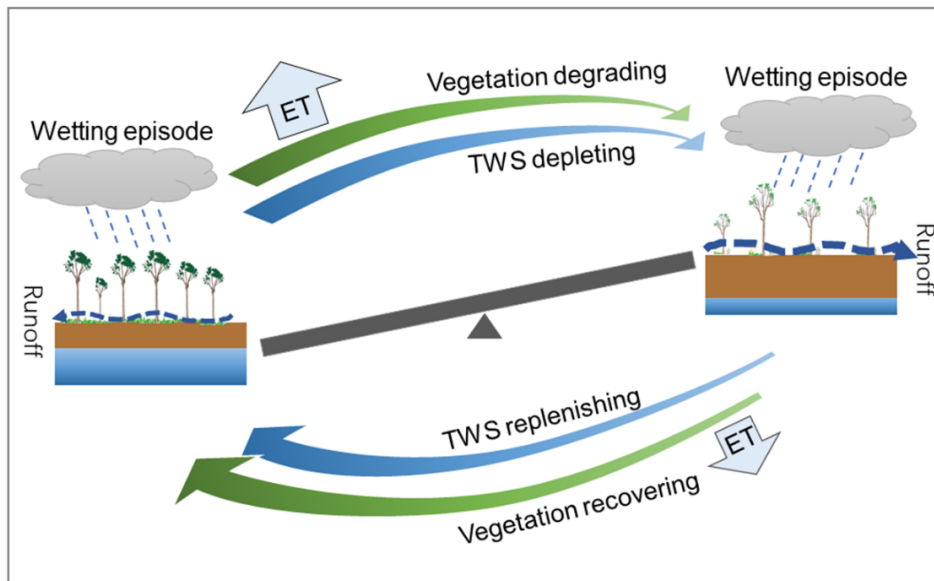 Wetting episode
ET
Vegetation degrading
TWS depleting
Wetting episode
Runoff
Runoff
TWS replenishing
ET
Vegetation recovering